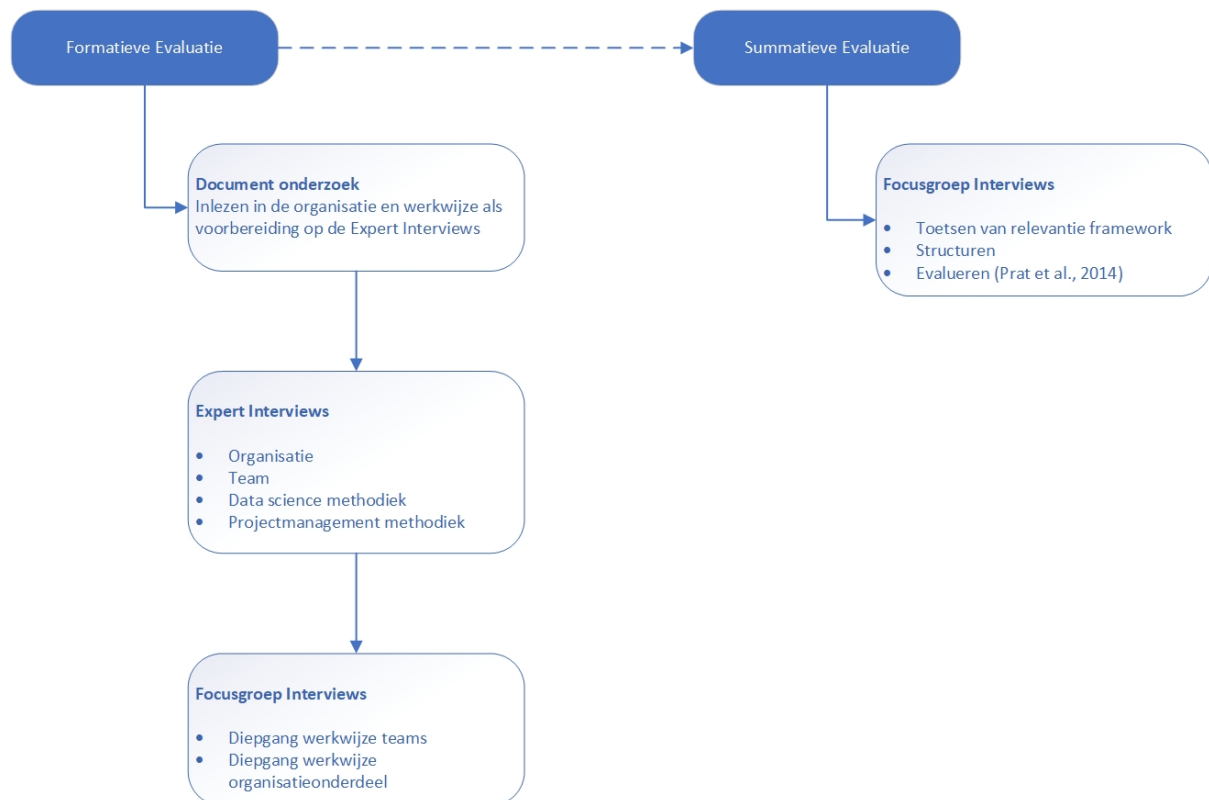 Formatieve Evaluatie
Summatieve Evaluatie
Document onderzoek
Inlezen in de organisatie en werkwijze als
voorbereiding op de Expert Interviews
Focusgroep Interviews
• Toetsen van relevantie framework
• Structuren
• Evalueren (Prat et al., 2014)
Expert Interviews
• Organisatie
• Team
• Data science methodiek
• Projectmanagement methodiek
Focusgroep Interviews
• Diepgang werkwijze teams
• Diepgang werkwijze
organisatieonderdeel